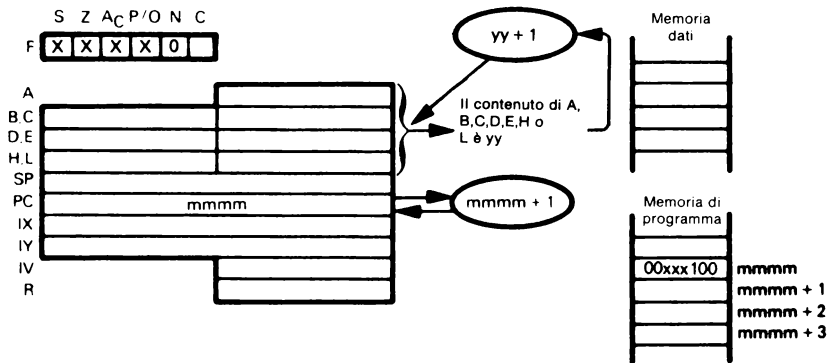 S Z AC P/O N C
F X X X X 0
A
B.C
D.E
H.L
SP
PC mmmm
IX
IY
IV
R
yy + 1
Il contenuto di A,
B,C,D,E,H o
L è yy
mmmm + 1
Memoria
dati
Memoria di
programma
00xxx100 mmmm
mmmm + 1
mmmm + 2
mmmm + 3